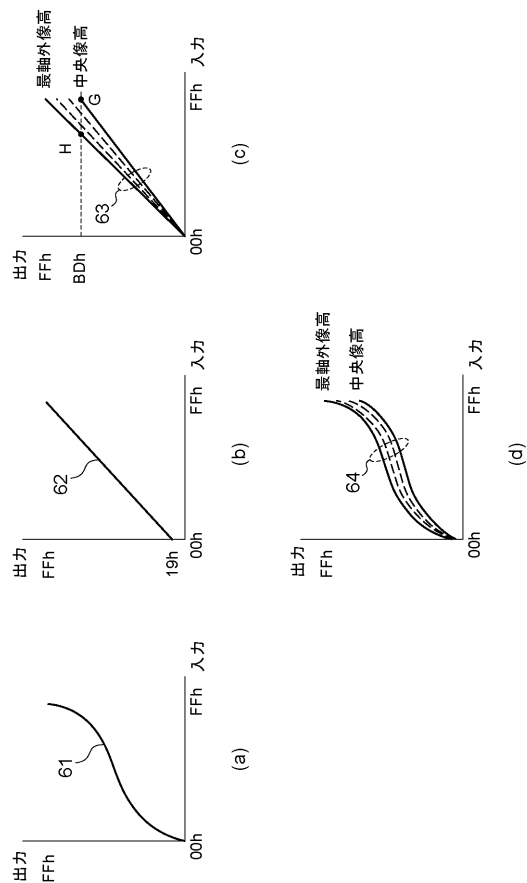 出力
FFh
61
00h
FFh
入力
(a)
出力
FFh
62
19h
00h
FFh
入力
(b)
出力
FFh
BDh
最軸外像高
中央像高
H
G
63
00h
FFh
入力
(c)
出力
FFh
最軸外像高
中央像高
64
00h
FFh
入力
(d)